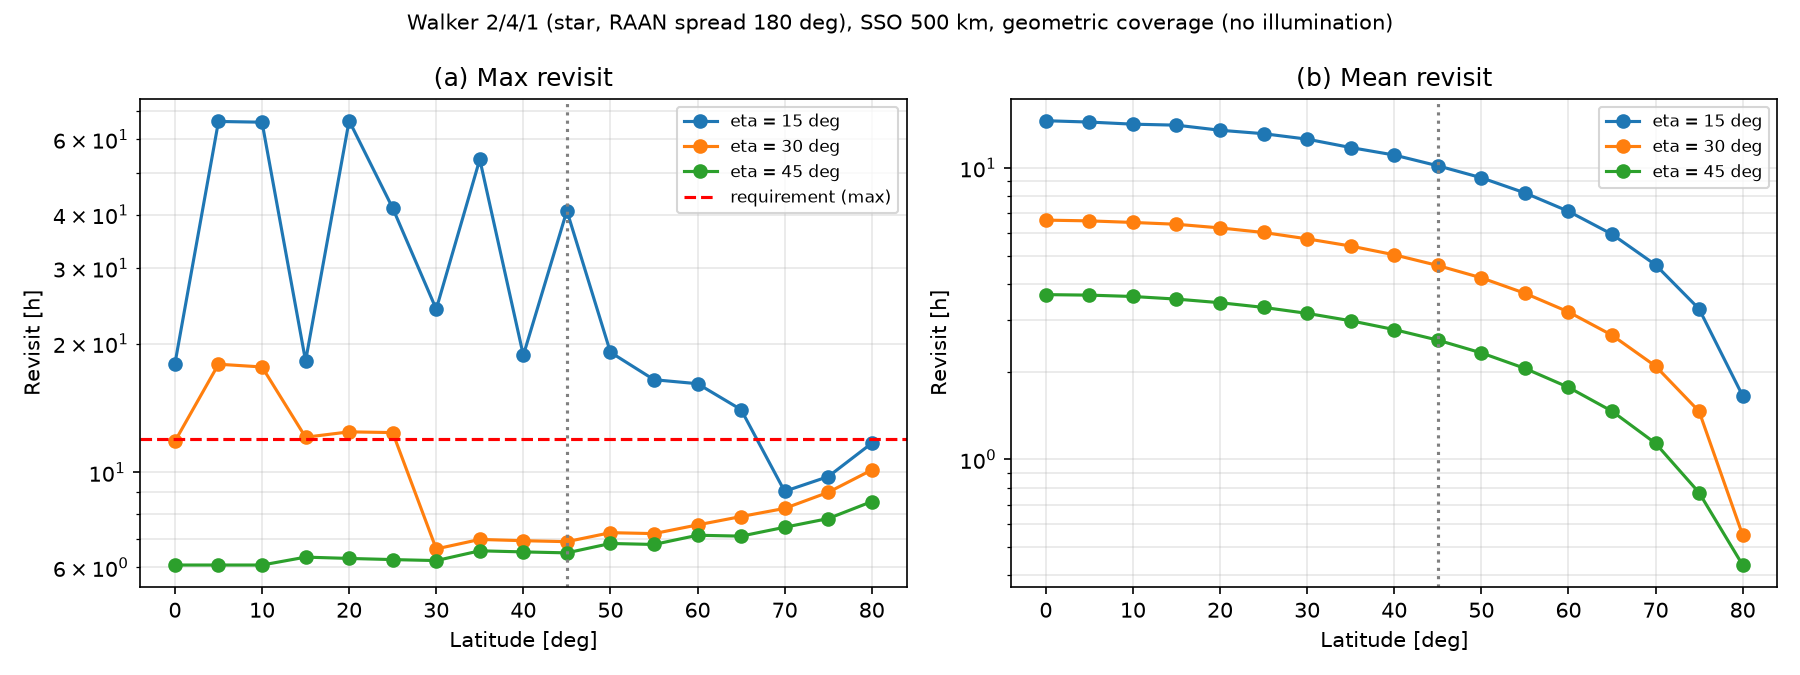 Walker 2/4/1 (star, RAAN spread 180 deg), SSO 500 km, geometric coverage (no illumination)
(a) Max revisit
Revisit [h]
6 × 10¹
4 × 10¹
3 × 10¹
2 × 10¹
10¹
6 × 10⁰
eta = 15 deg
eta = 30 deg
eta = 45 deg
requirement (max)
0 10 20 30 40 50 60 70 80
Latitude [deg]
(b) Mean revisit
Revisit [h]
10¹
10⁰
eta = 15 deg
eta = 30 deg
eta = 45 deg
0 10 20 30 40 50 60 70 80
Latitude [deg]